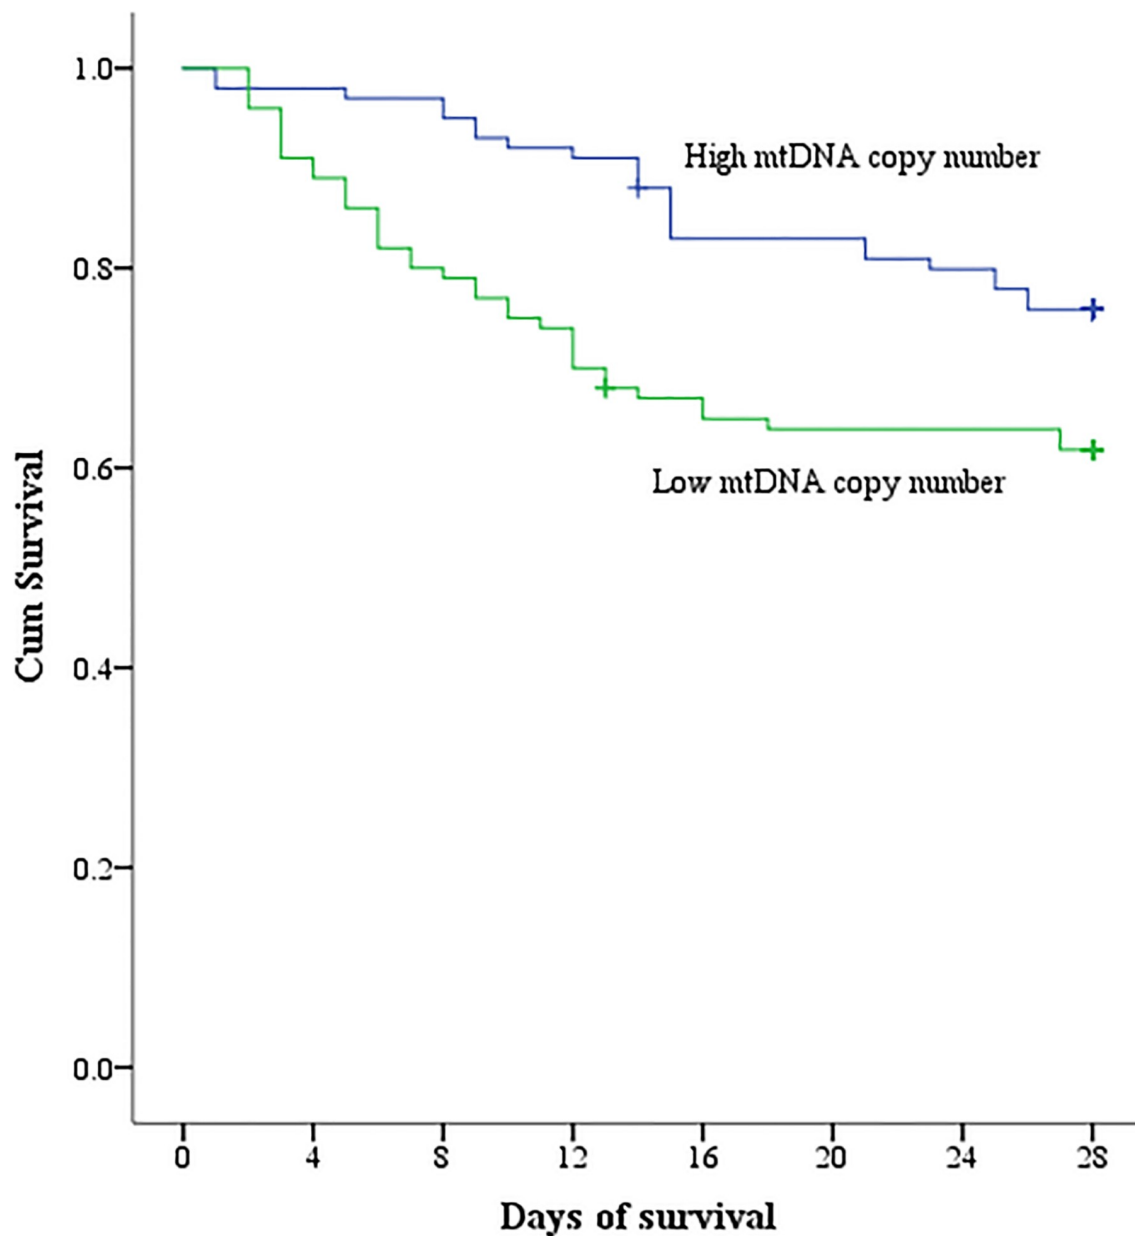 1.0
High mtDNA copy number
0.8
0.6
Low mtDNA copy number
Cum Survival
0.4
0.2
0.0
0 4 8 12 16 20 24 28
Days of survival